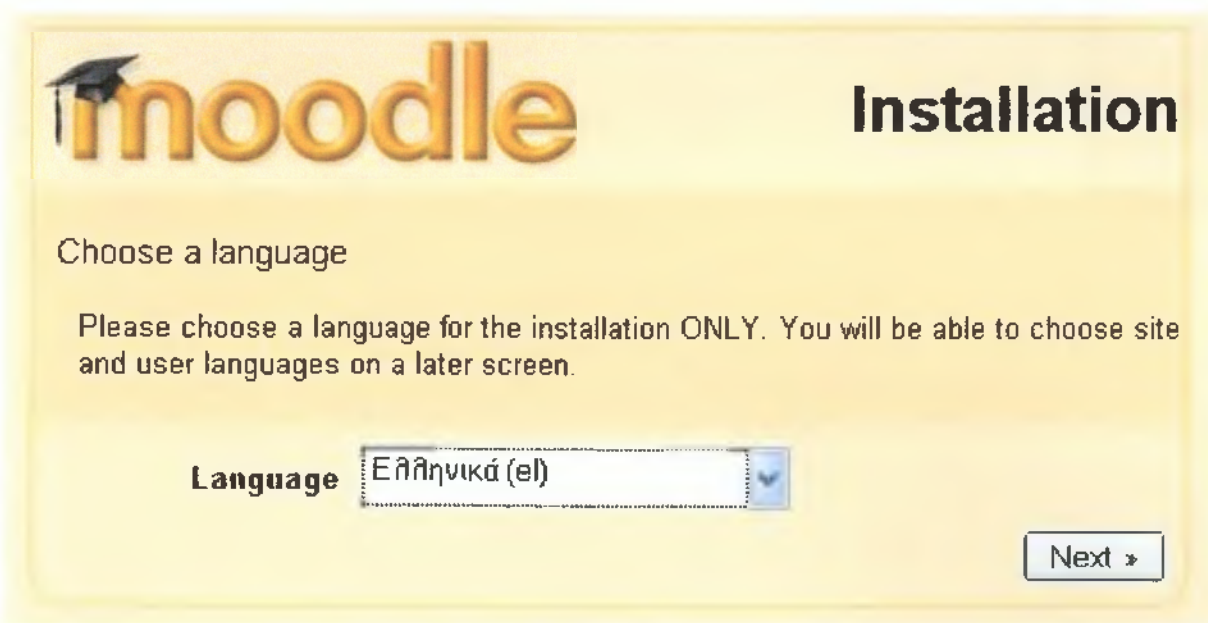 moodle
Installation
Choose a language
Please choose a language for the installation ONLY. You will be able to choose site
and user languages on a later screen.
Language Ελληνικά (el)
Next »